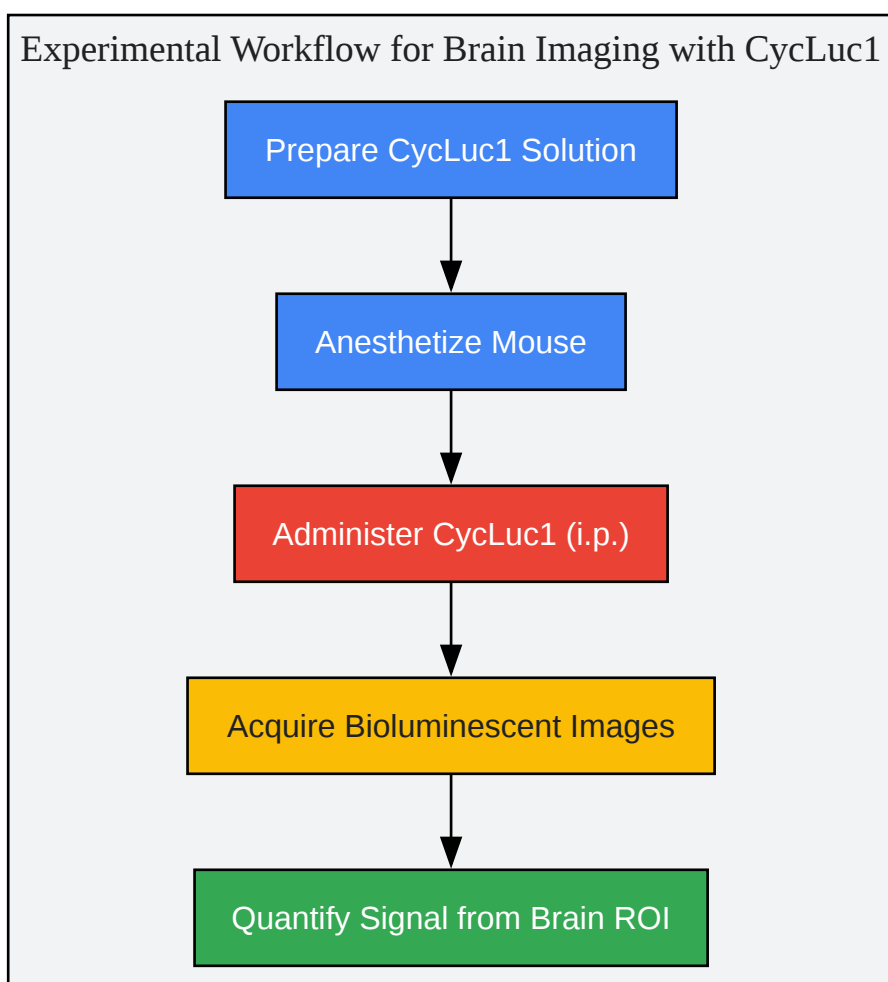 Experimental Workflow for Brain Imaging with CycLuc1
Prepare CycLuc1 Solution
Anesthetize Mouse
Administer CycLuc1 (i.p.)
Acquire Bioluminescent Images
Quantify Signal from Brain ROI